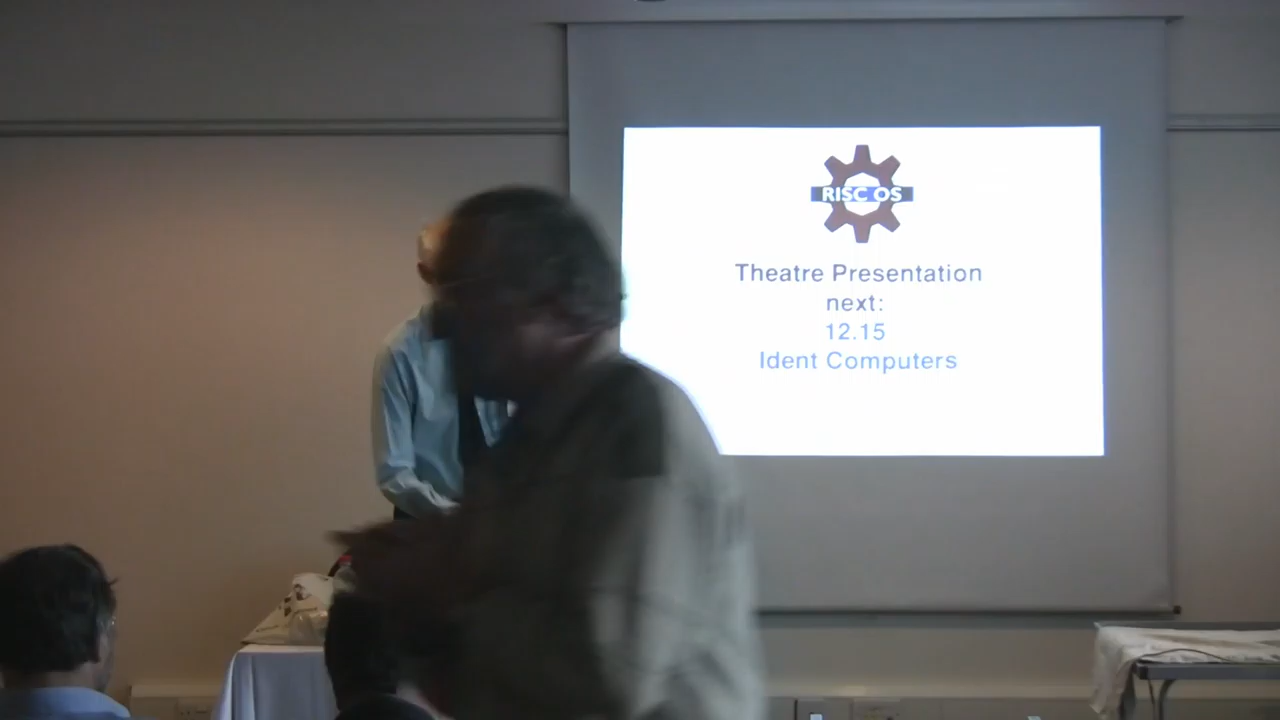 RISC OS
Theatre Presentation
next:
12.15
Ident Computers